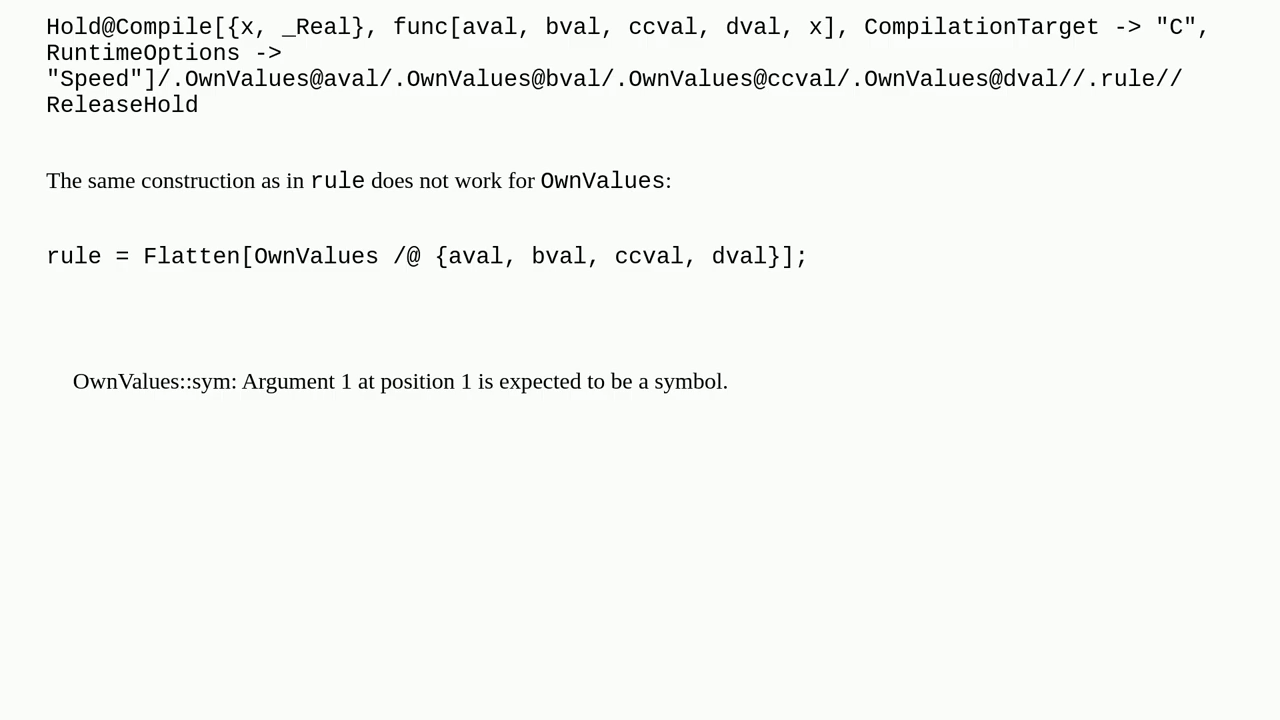 Hold@Compile[{x, _Real}, func[aval, bval, ccval, dval, x], CompilationTarget -> "C",
RuntimeOptions ->
"Speed"]/.OwnValues@aval/.OwnValues@bval/.OwnValues@ccval/.OwnValues@dval//.rule//
ReleaseHold
The same construction as in rule does not work for OwnValues:
rule = Flatten[OwnValues /@ {aval, bval, ccval, dval}];
OwnValues::sym: Argument 1 at position 1 is expected to be a symbol.